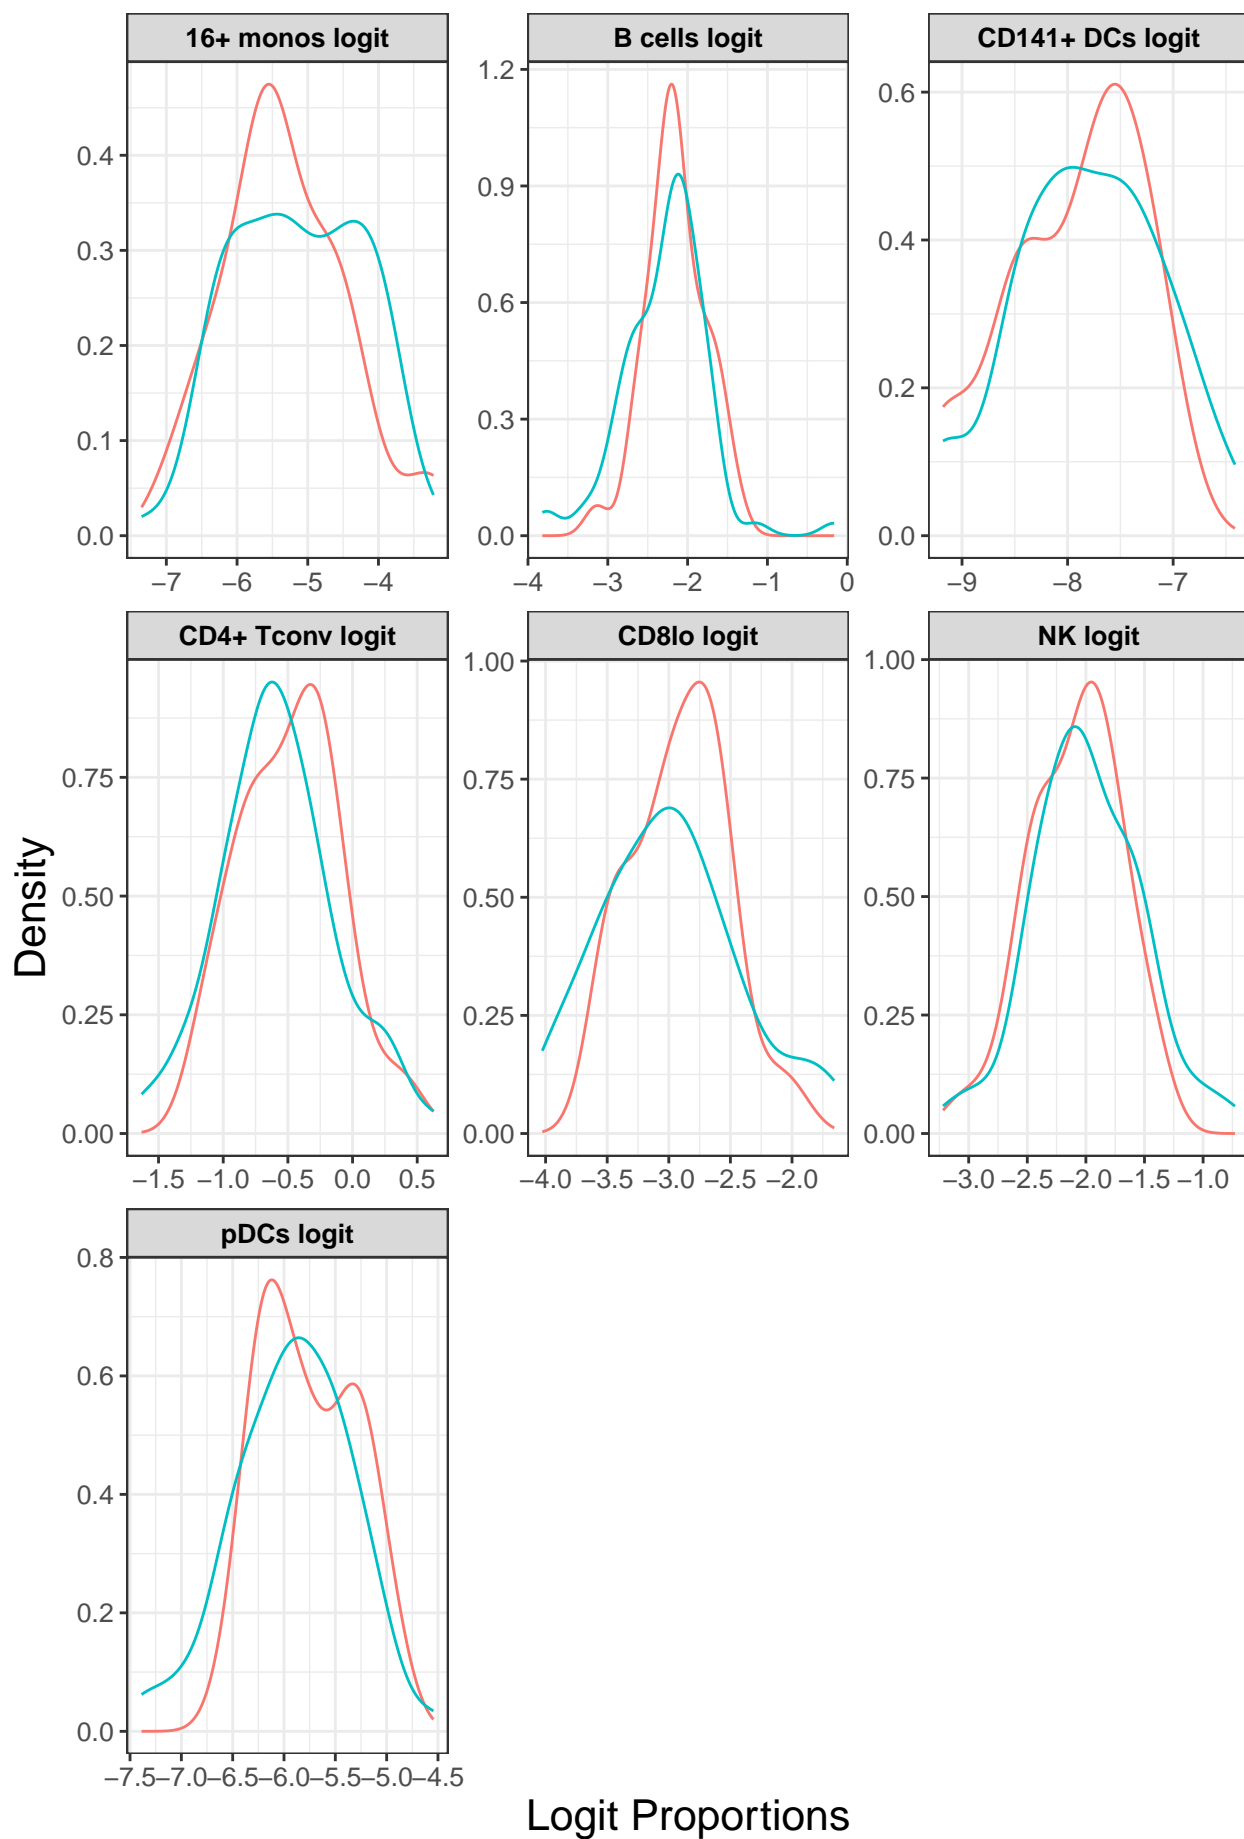 16+ monos logit
B cells logit
CD141+ DCs logit
0.4
0.3
0.2
0.1
0.0
1.2
0.9
0.6
0.3
0.0
0.6
0.4
0.2
0.0
−7 −6 −5 −4
−4 −3 −2 −1 0
−9 −8 −7
CD4+ Tconv logit
CD8lo logit
NK logit
0.75
0.50
0.25
0.00
1.00
0.75
0.50
0.25
0.00
1.00
0.75
0.50
0.25
0.00
−1.5 −1.0 −0.5 0.0 0.5
−4.0 −3.5 −3.0 −2.5 −2.0
−3.0 −2.5 −2.0 −1.5 −1.0
Density
pDCs logit
0.8
0.6
0.4
0.2
0.0
−7.5 −7.0 −6.5 −6.0 −5.5 −5.0 −4.5
Logit Proportions